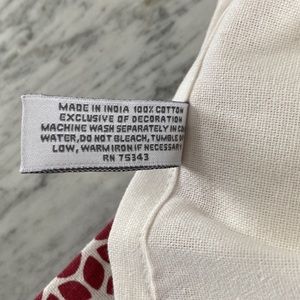 MADE IN INDIA 100% COTTON
EXCLUSIVE OF DECORATION
MACHINE WASH SEPARATELY IN
WATER, DO NOT BLEACH, TUMBLE
LOW, WARM IRON IF NECESSARY
RN 75343